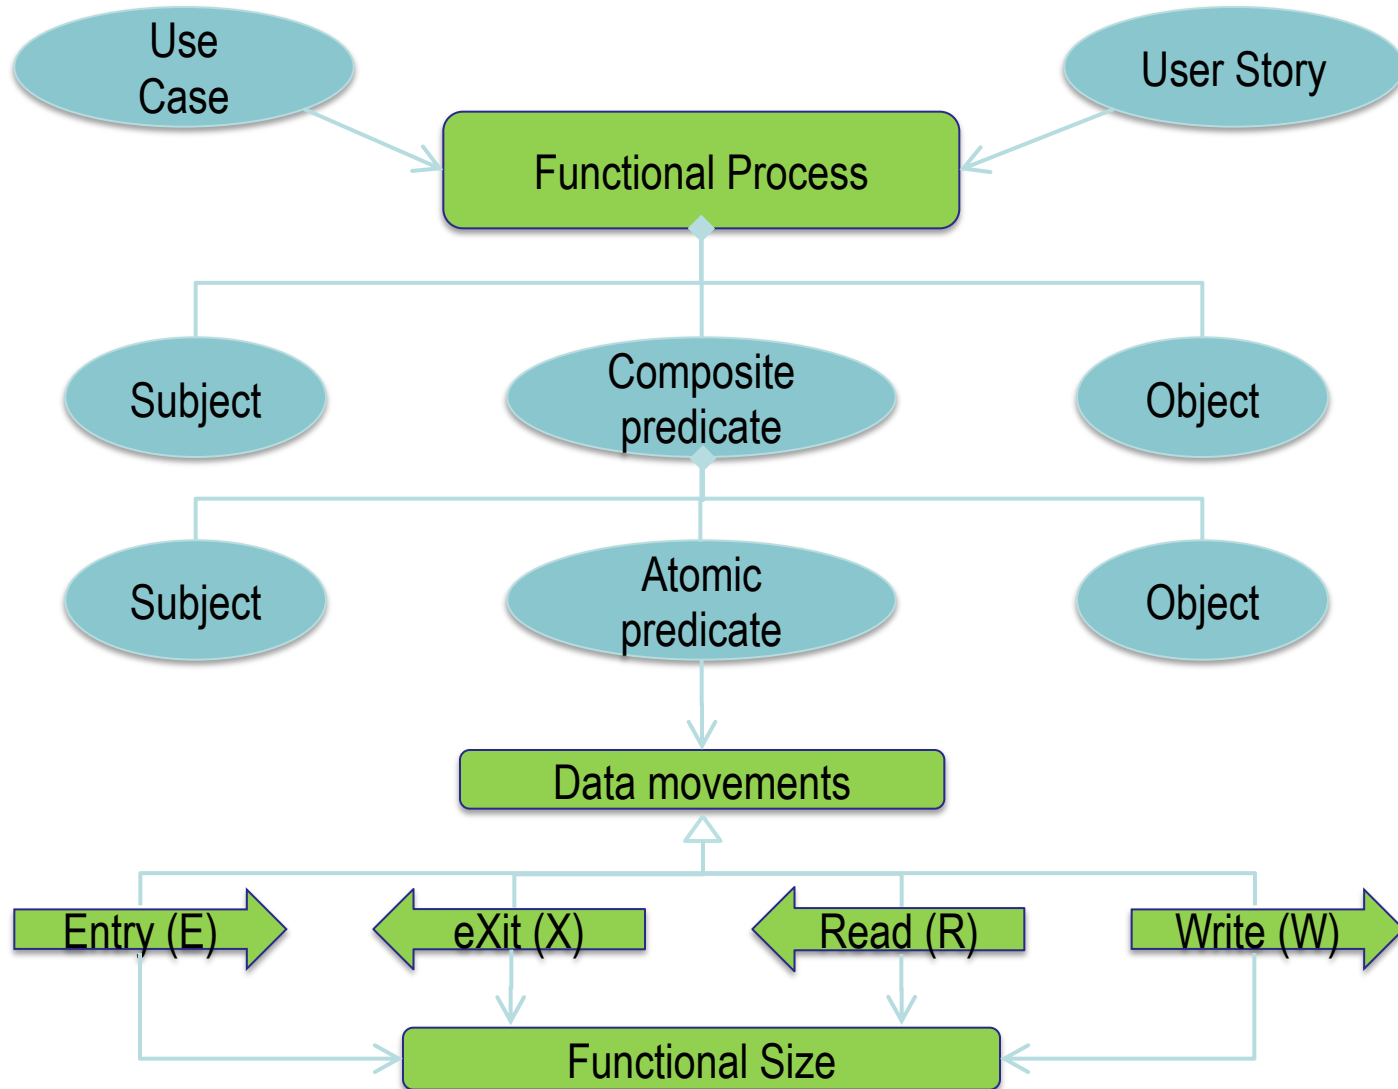 Use
Case
User Story
Functional Process
Subject
Composite
predicate
Object
Subject
Atomic
predicate
Object
Data movements
Entry (E)
eXit (X)
Read (R)
Write (W)
Functional Size